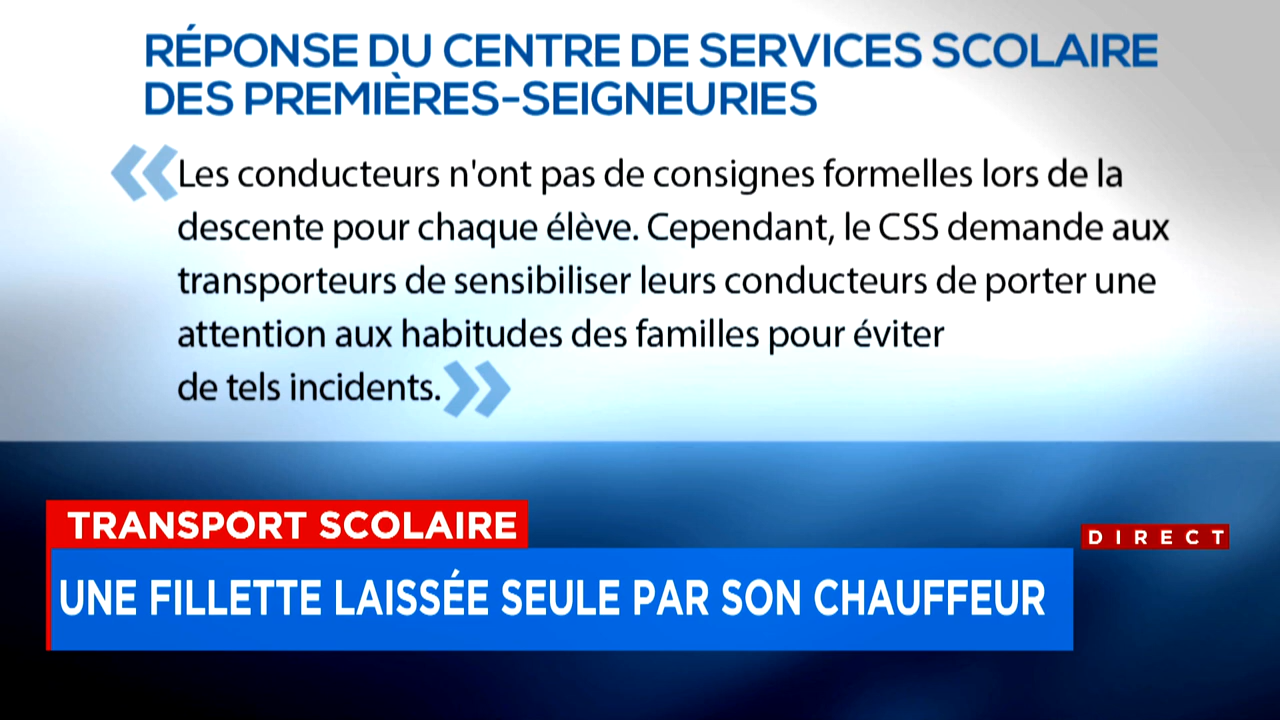 RÉPONSE DU CENTRE DE SERVICES SCOLAIRE
DES PREMIÈRES-SEIGNEURIES
«Les conducteurs n'ont pas de consignes formelles lors de la
descente pour chaque élève. Cependant, le CSS demande aux
transporteurs de sensibiliser leurs conducteurs de porter une
attention aux habitudes des familles pour éviter
de tels incidents.»
TRANSPORT SCOLAIRE
DIRECT
UNE FILLETTE LAISSÉE SEULE PAR SON CHAUFFEUR